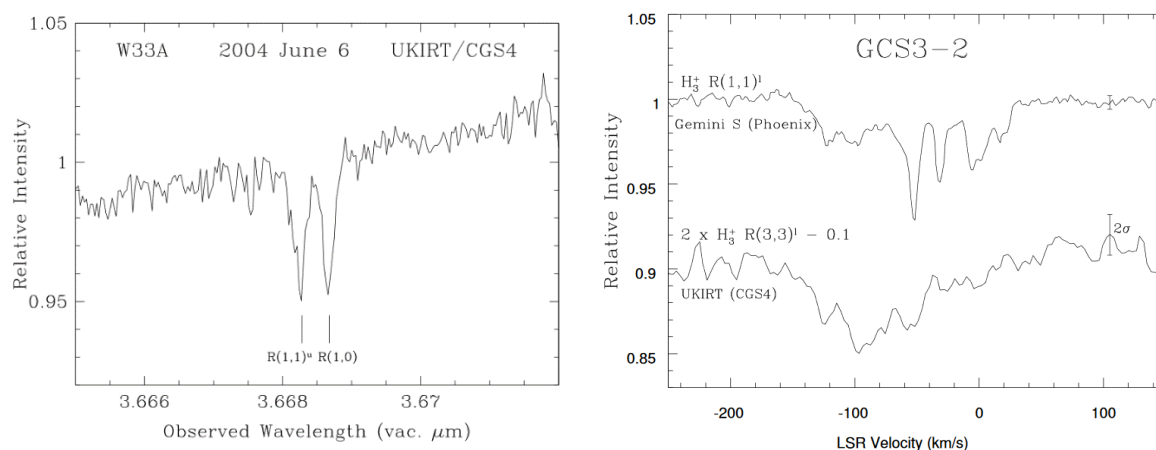 W33A 2004 June 6 UKIRT/CGS4
1.05
1
0.95
Relative Intensity
R(1,1)ᵘ R(1,0)
3.666 3.668 3.67
Observed Wavelength (vac. μm)
GCS3-2
1.05
1
0.95
0.9
0.85
Relative Intensity Relative Intensity
H₃⁺ R(1,1)ˡ
Gemini S (Phoenix)
2 x H₃⁺ R(3,3)ˡ - 0.1
2σ
UKIRT (CGS4)
-200 -100 0 100
LSR Velocity (km/s)